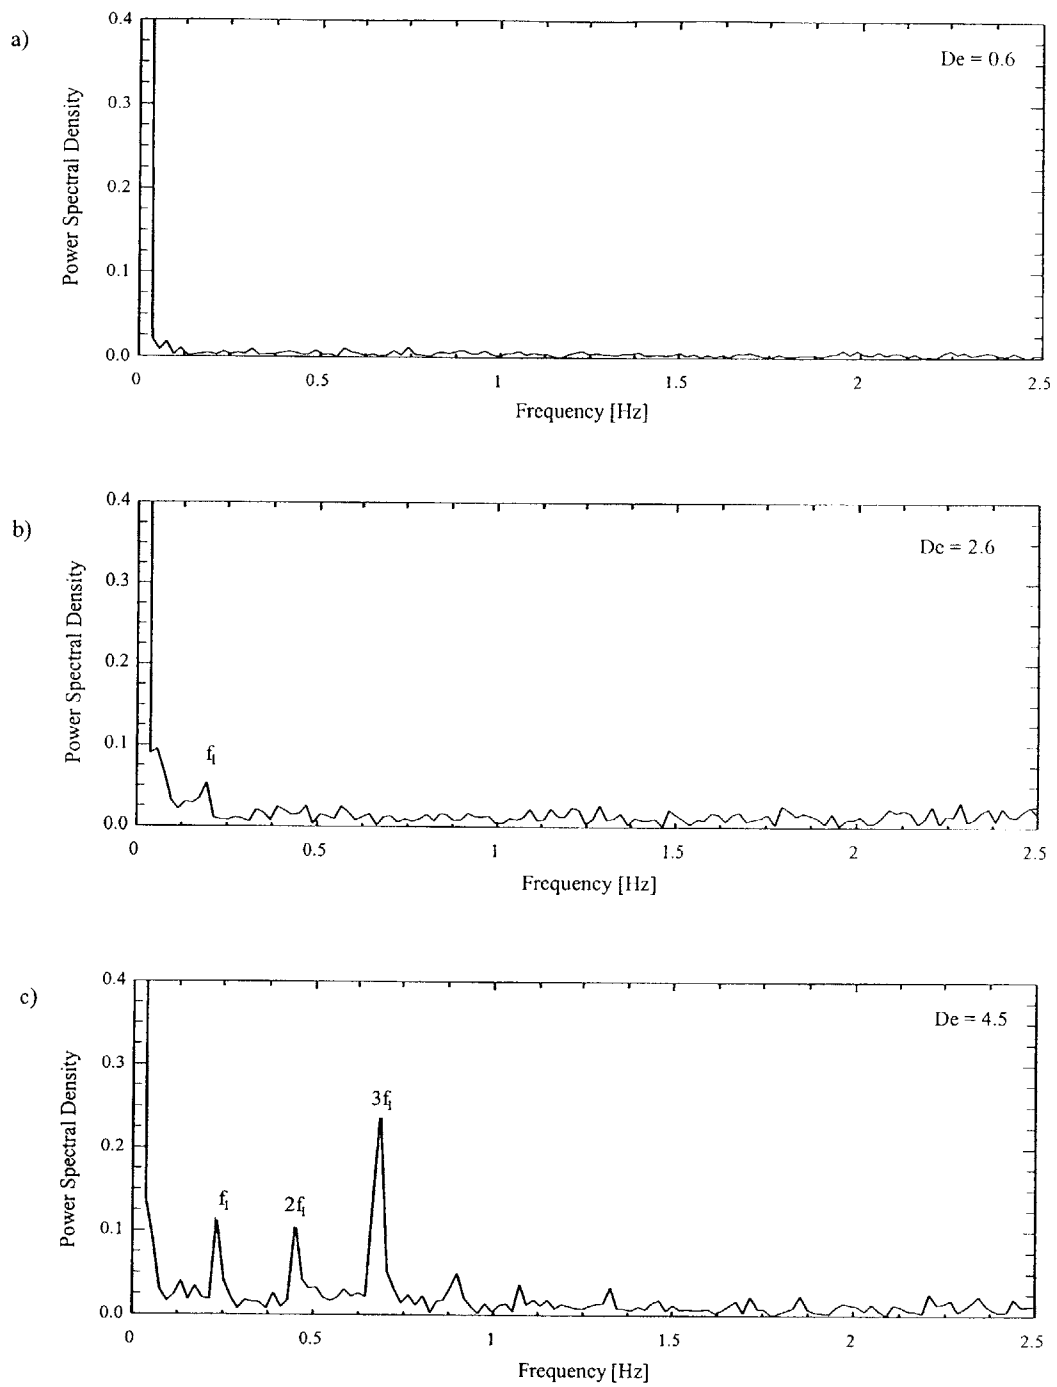 a)
De = 0.6
Power Spectral Density
0.4
0.3
0.2
0.1
0.0
0 0.5 1 1.5 2 2.5
Frequency [Hz]
b)
De = 2.6
Power Spectral Density
0.4
0.3
0.2
0.1
0.0
f₁
0 0.5 1 1.5 2 2.5
Frequency [Hz]
c)
De = 4.5
Power Spectral Density
0.4
0.3
0.2
0.1
0.0
f₁ 2f₁ 3f₁
0 0.5 1 1.5 2 2.5
Frequency [Hz]